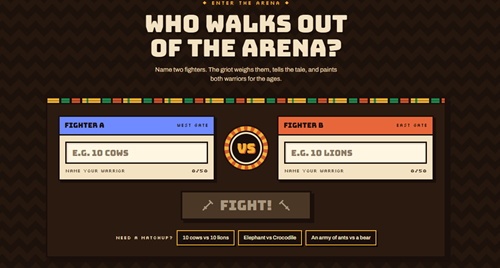 ENTER THE ARENA
WHO WALKS OUT
OF THE ARENA?
Name two fighters. The griot weighs them, tells the tale, and paints
both warriors for the ages.
FIGHTER A
WEST GATE
E.G. 10 COWS
NAME YOUR WARRIOR
0/50
VS
FIGHTER B
EAST GATE
E.G. 10 LIONS
NAME YOUR WARRIOR
0/50
FIGHT!
NEED A MATCHUP?
10 cows vs 10 lions
Elephant vs Crocodile
An army of ants vs a bear